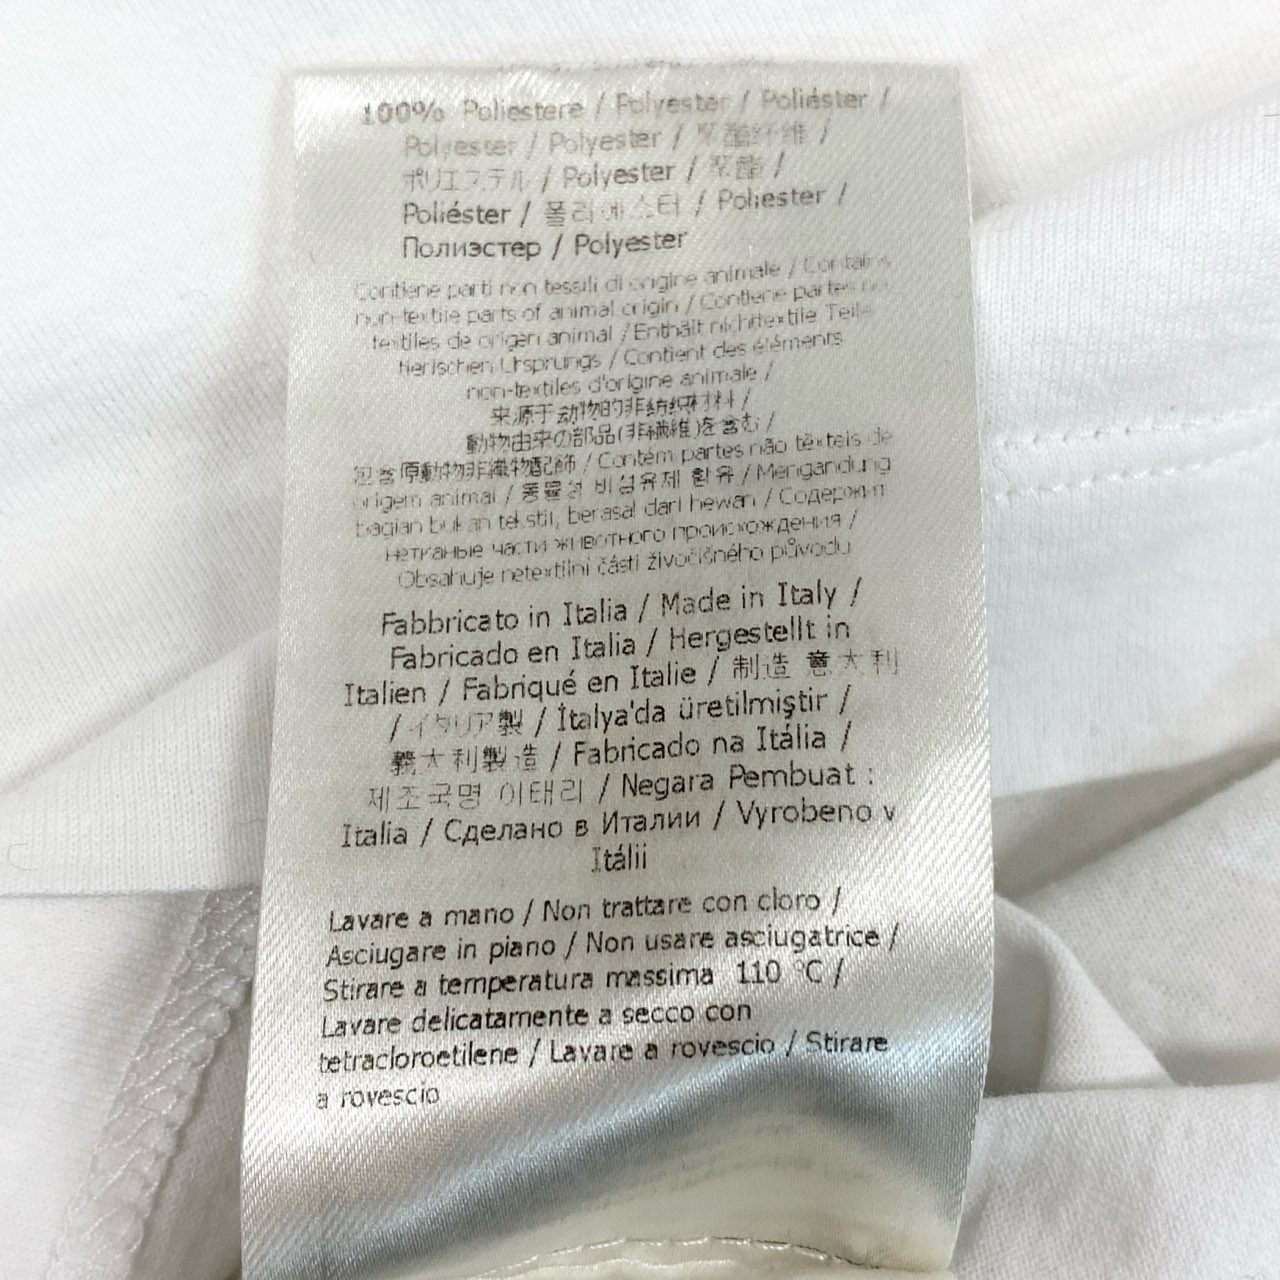 100% Poliestere / Polyester / Poliéster /
Polyester / Polyester / 聚酯纤维 /
ポリエステル / Polyester / 聚酯 /
Poliéster / 폴리에스터 / Poliester /
Полиэстер / Polyester
Contiene parti non tessili di origine animale / Contains
non-textile parts of animal origin / Contiene partes no
textiles de origen animal / Enthält nichttextile Teile
tierischen Ursprungs / Contient des éléments
non-textiles d'origine animale /
来源于动物的非纺织材料 /
動物由来の部品(非繊維)を含む /
包含原動物非織物配飾 / Contém partes não têxteis de
origem animal / 동물성 비섬유제 함유 / Mengandung
bagian bukan tekstil, berasal dari hewan / Содержит
нетканые части животного происхождения /
Obsahuje netextilní části živočišného původu
Fabbricato in Italia / Made in Italy /
Fabricado en Italia / Hergestellt in
Italien / Fabriqué en Italie / 制造 意大利
/ イタリア製 / İtalya'da üretilmiştir /
義大利製造 / Fabricado na Itália /
제조국명 이태리 / Negara Pembuat :
Italia / Сделано в Италии / Vyrobeno v
Itálii
Lavare a mano / Non trattare con cloro /
Asciugare in piano / Non usare asciugatrice /
Stirare a temperatura massima 110 °C /
Lavare delicatamente a secco con
tetracloroetilene / Lavare a rovescio / Stirare
a rovescio